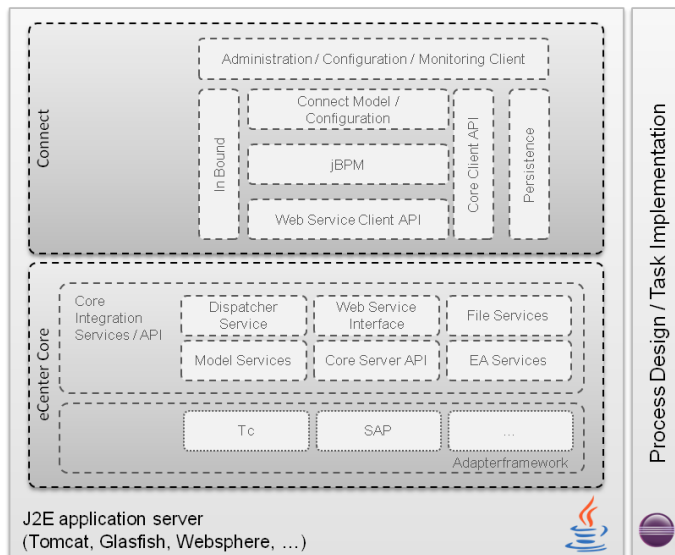 Connect
Administration / Configuration / Monitoring Client
In Bound
Connect Model /
Configuration
jBPM
Web Service Client API
Core Client API
Persistence
eCenter Core
Core
Integration
Services / API
Dispatcher
Service
Web Service
Interface
File Services
Model Services
Core Server API
EA Services
Tc
SAP
...
Adapterframework
J2E application server
(Tomcat, Glasfish, Websphere, ...)
Process Design / Task Implementation